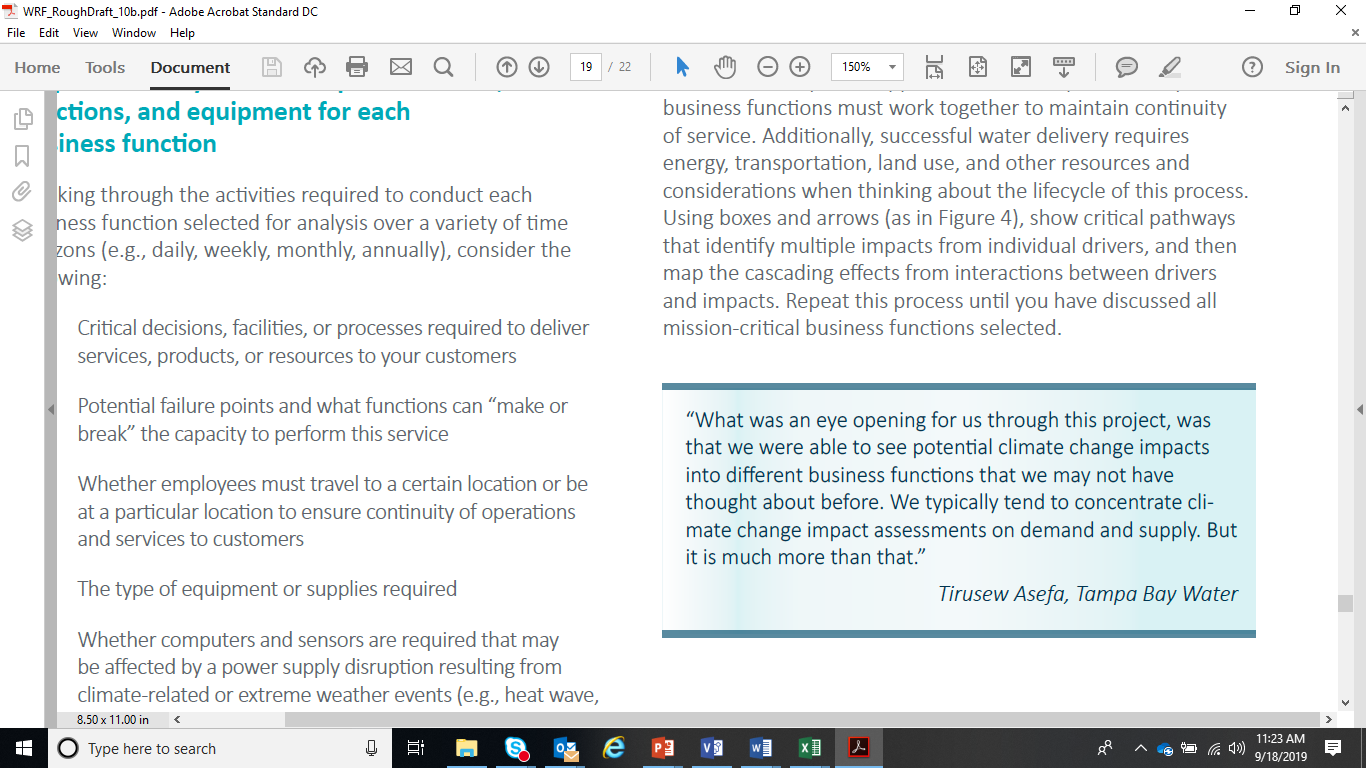 WRF_RoughDraft_10b.pdf - Adobe Acrobat Standard DC
File Edit View Window Help
Home Tools Document 19 / 22 150% Sign In
ctions, and equipment for each
iness function
king through the activities required to conduct each
ness function selected for analysis over a variety of time
zons (e.g., daily, weekly, monthly, annually), consider the
wing:
Critical decisions, facilities, or processes required to deliver
services, products, or resources to your customers
Potential failure points and what functions can “make or
break” the capacity to perform this service
Whether employees must travel to a certain location or be
at a particular location to ensure continuity of operations
and services to customers
The type of equipment or supplies required
Whether computers and sensors are required that may
be affected by a power supply disruption resulting from
climate-related or extreme weather events (e.g., heat wave,
business functions must work together to maintain continuity
of service. Additionally, successful water delivery requires
energy, transportation, land use, and other resources and
considerations when thinking about the lifecycle of this process.
Using boxes and arrows (as in Figure 4), show critical pathways
that identify multiple impacts from individual drivers, and then
map the cascading effects from interactions between drivers
and impacts. Repeat this process until you have discussed all
mission-critical business functions selected.
“What was an eye opening for us through this project, was
that we were able to see potential climate change impacts
into different business functions that we may not have
thought about before. We typically tend to concentrate cli-
mate change impact assessments on demand and supply. But
it is much more than that.”
Tirusew Asefa, Tampa Bay Water
8.50 x 11.00 in
Type here to search
11:23 AM
9/18/2019